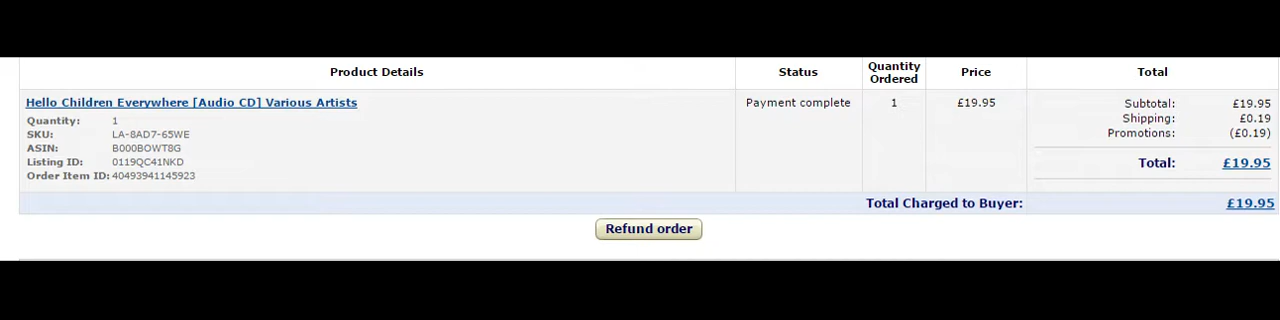 Product Details Status Quantity Ordered Price Total
Hello Children Everywhere [Audio CD] Various Artists Payment complete 1 £19.95 Subtotal: £19.95
Shipping: £0.19
Promotions: (£0.19)
Total: £19.95
Quantity: 1
SKU: LA-8AD7-65WE
ASIN: B000BOWT8G
Listing ID: 0119QC41NKD
Order Item ID: 40493941145923
Total Charged to Buyer: £19.95
Refund order